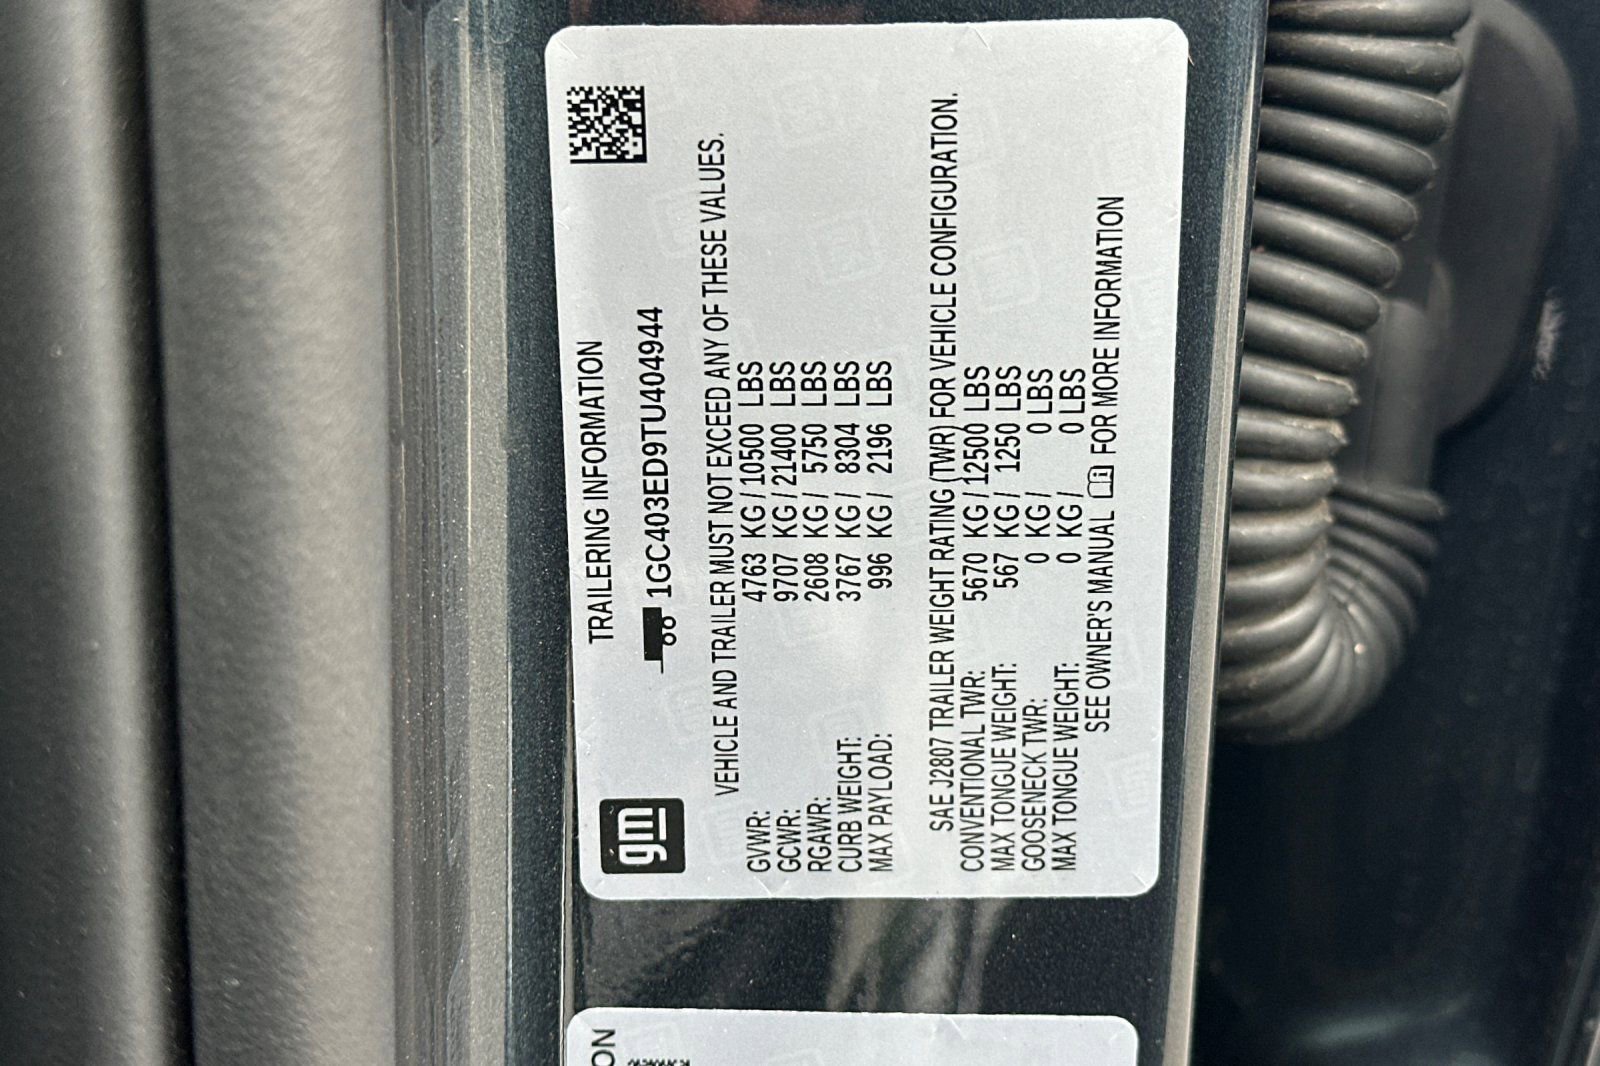 gm
TRAILERING INFORMATION
1GC403ED9TU404944
VEHICLE AND TRAILER MUST NOT EXCEED ANY OF THESE VALUES.
GVWR: 4763 KG / 10500 LBS
GCWR: 9707 KG / 21400 LBS
RGAWR: 2608 KG / 5750 LBS
CURB WEIGHT: 3767 KG / 8304 LBS
MAX PAYLOAD: 996 KG / 2196 LBS
SAE J2807 TRAILER WEIGHT RATING (TWR) FOR VEHICLE CONFIGURATION.
CONVENTIONAL TWR: 5670 KG / 12500 LBS
MAX TONGUE WEIGHT: 567 KG / 1250 LBS
GOOSENECK TWR: 0 KG / 0 LBS
MAX TONGUE WEIGHT: 0 KG / 0 LBS
SEE OWNER'S MANUAL FOR MORE INFORMATION
ON